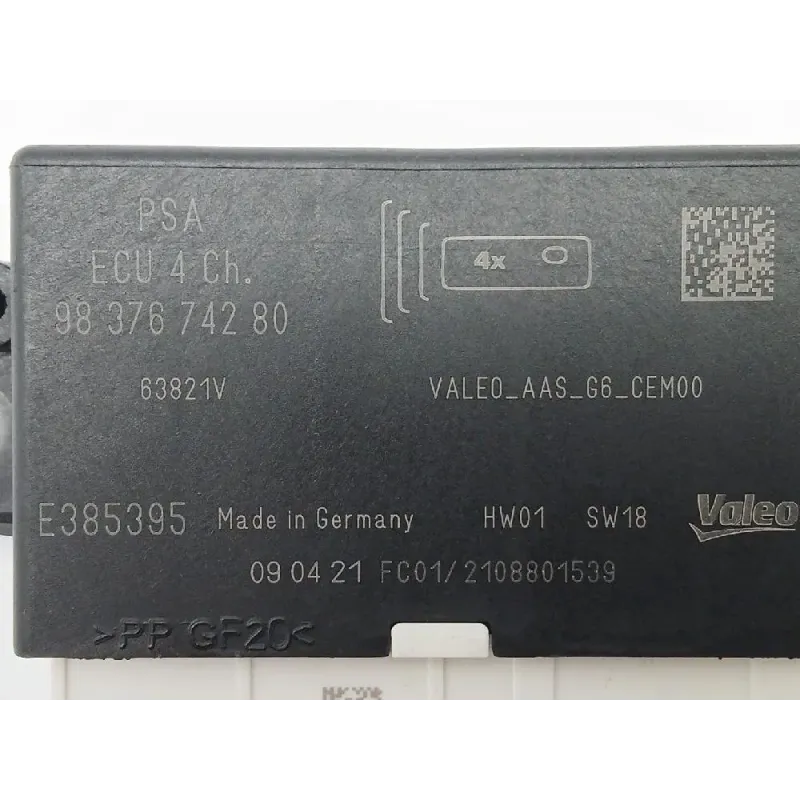 PSA
ECU 4 Ch.
98 376 742 80
4x
63821V
VALEO_AAS_G6_CEM00
E385395 Made in Germany HW01 SW18 Valeo
09 04 21 FC01/2108801539
>PP GF20<